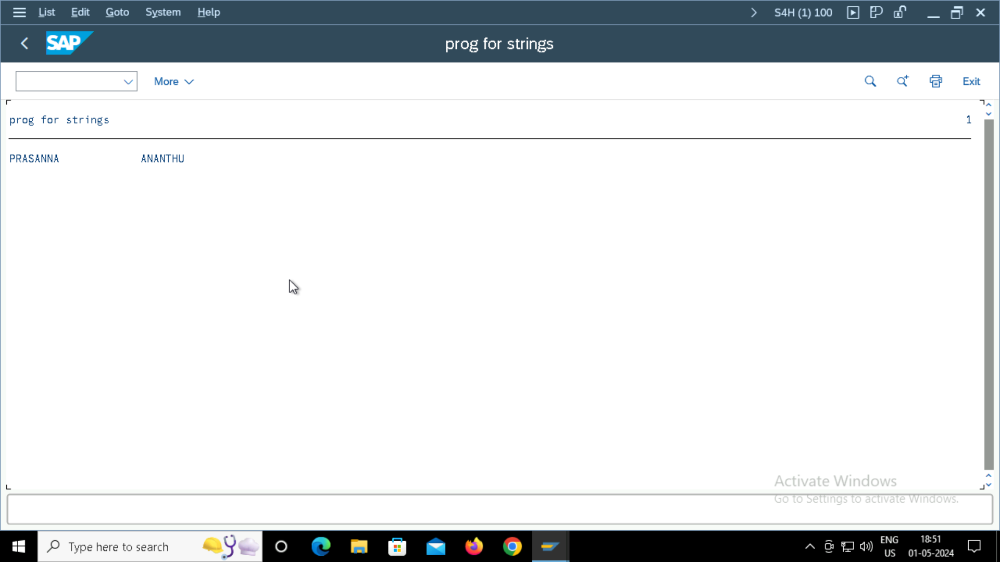 List Edit Goto System Help S4H (1) 100
SAP prog for strings
More Exit
prog for strings 1
PRASANNA ANANTHU
Activate Windows
Go to Settings to activate Windows.
Type here to search
ENG 18:51
US 01-05-2024